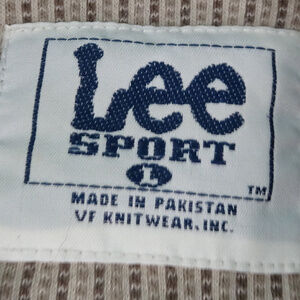 Lee
SPORT
L
TM
MADE IN PAKISTAN
VF KNITWEAR, INC.